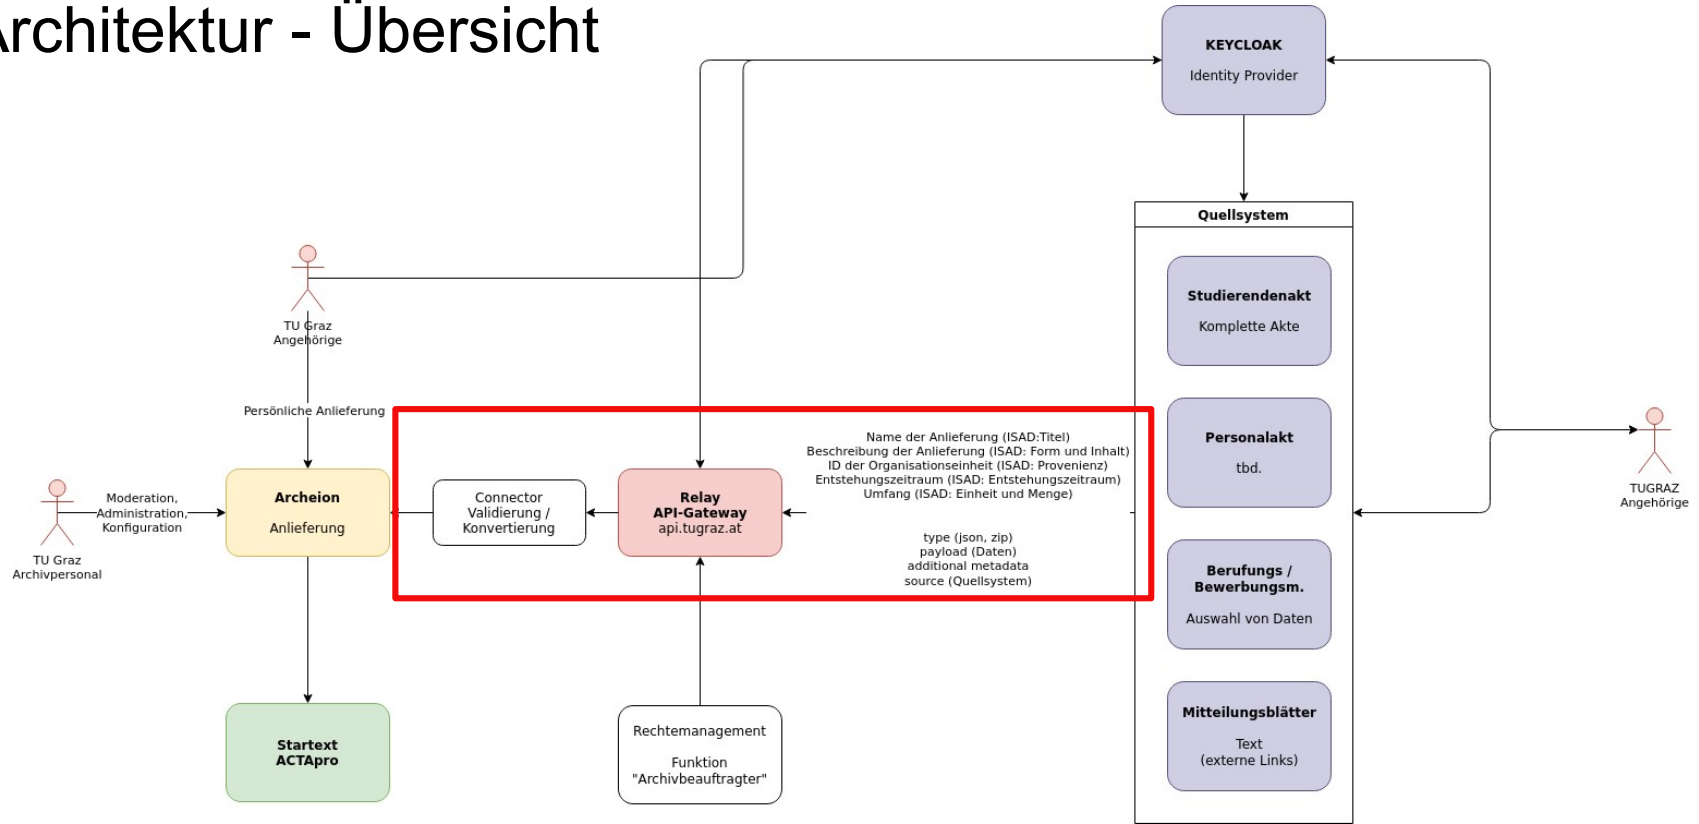 Architektur - Übersicht
KEYCLOAK
Identity Provider
Quellsystem
Studierendenakt
Komplette Akte
TU Graz
Angehörige
Persönliche Anlieferung
Name der Anlieferung (ISAD:Titel)
Beschreibung der Anlieferung (ISAD: Form und Inhalt)
ID der Organisationseinheit (ISAD: Provenienz)
Entstehungszeitraum (ISAD: Entstehungszeitraum)
Umfang (ISAD: Einheit und Menge)
type (json, zip)
payload (Daten)
additional metadata
source (Quellsystem)
Personalakt
tbd.
TUGRAZ
Angehörige
Moderation,
Administration,
Konfiguration
TU Graz
Archivpersonal
Archeion
Anlieferung
Connector
Validierung /
Konvertierung
Relay
API-Gateway
api.tugraz.at
Berufungs /
Bewerbungsm.
Auswahl von Daten
Startext
ACTApro
Rechtemanagement
Funktion
"Archivbeauftragter"
Mitteilungsblätter
Text
(externe Links)